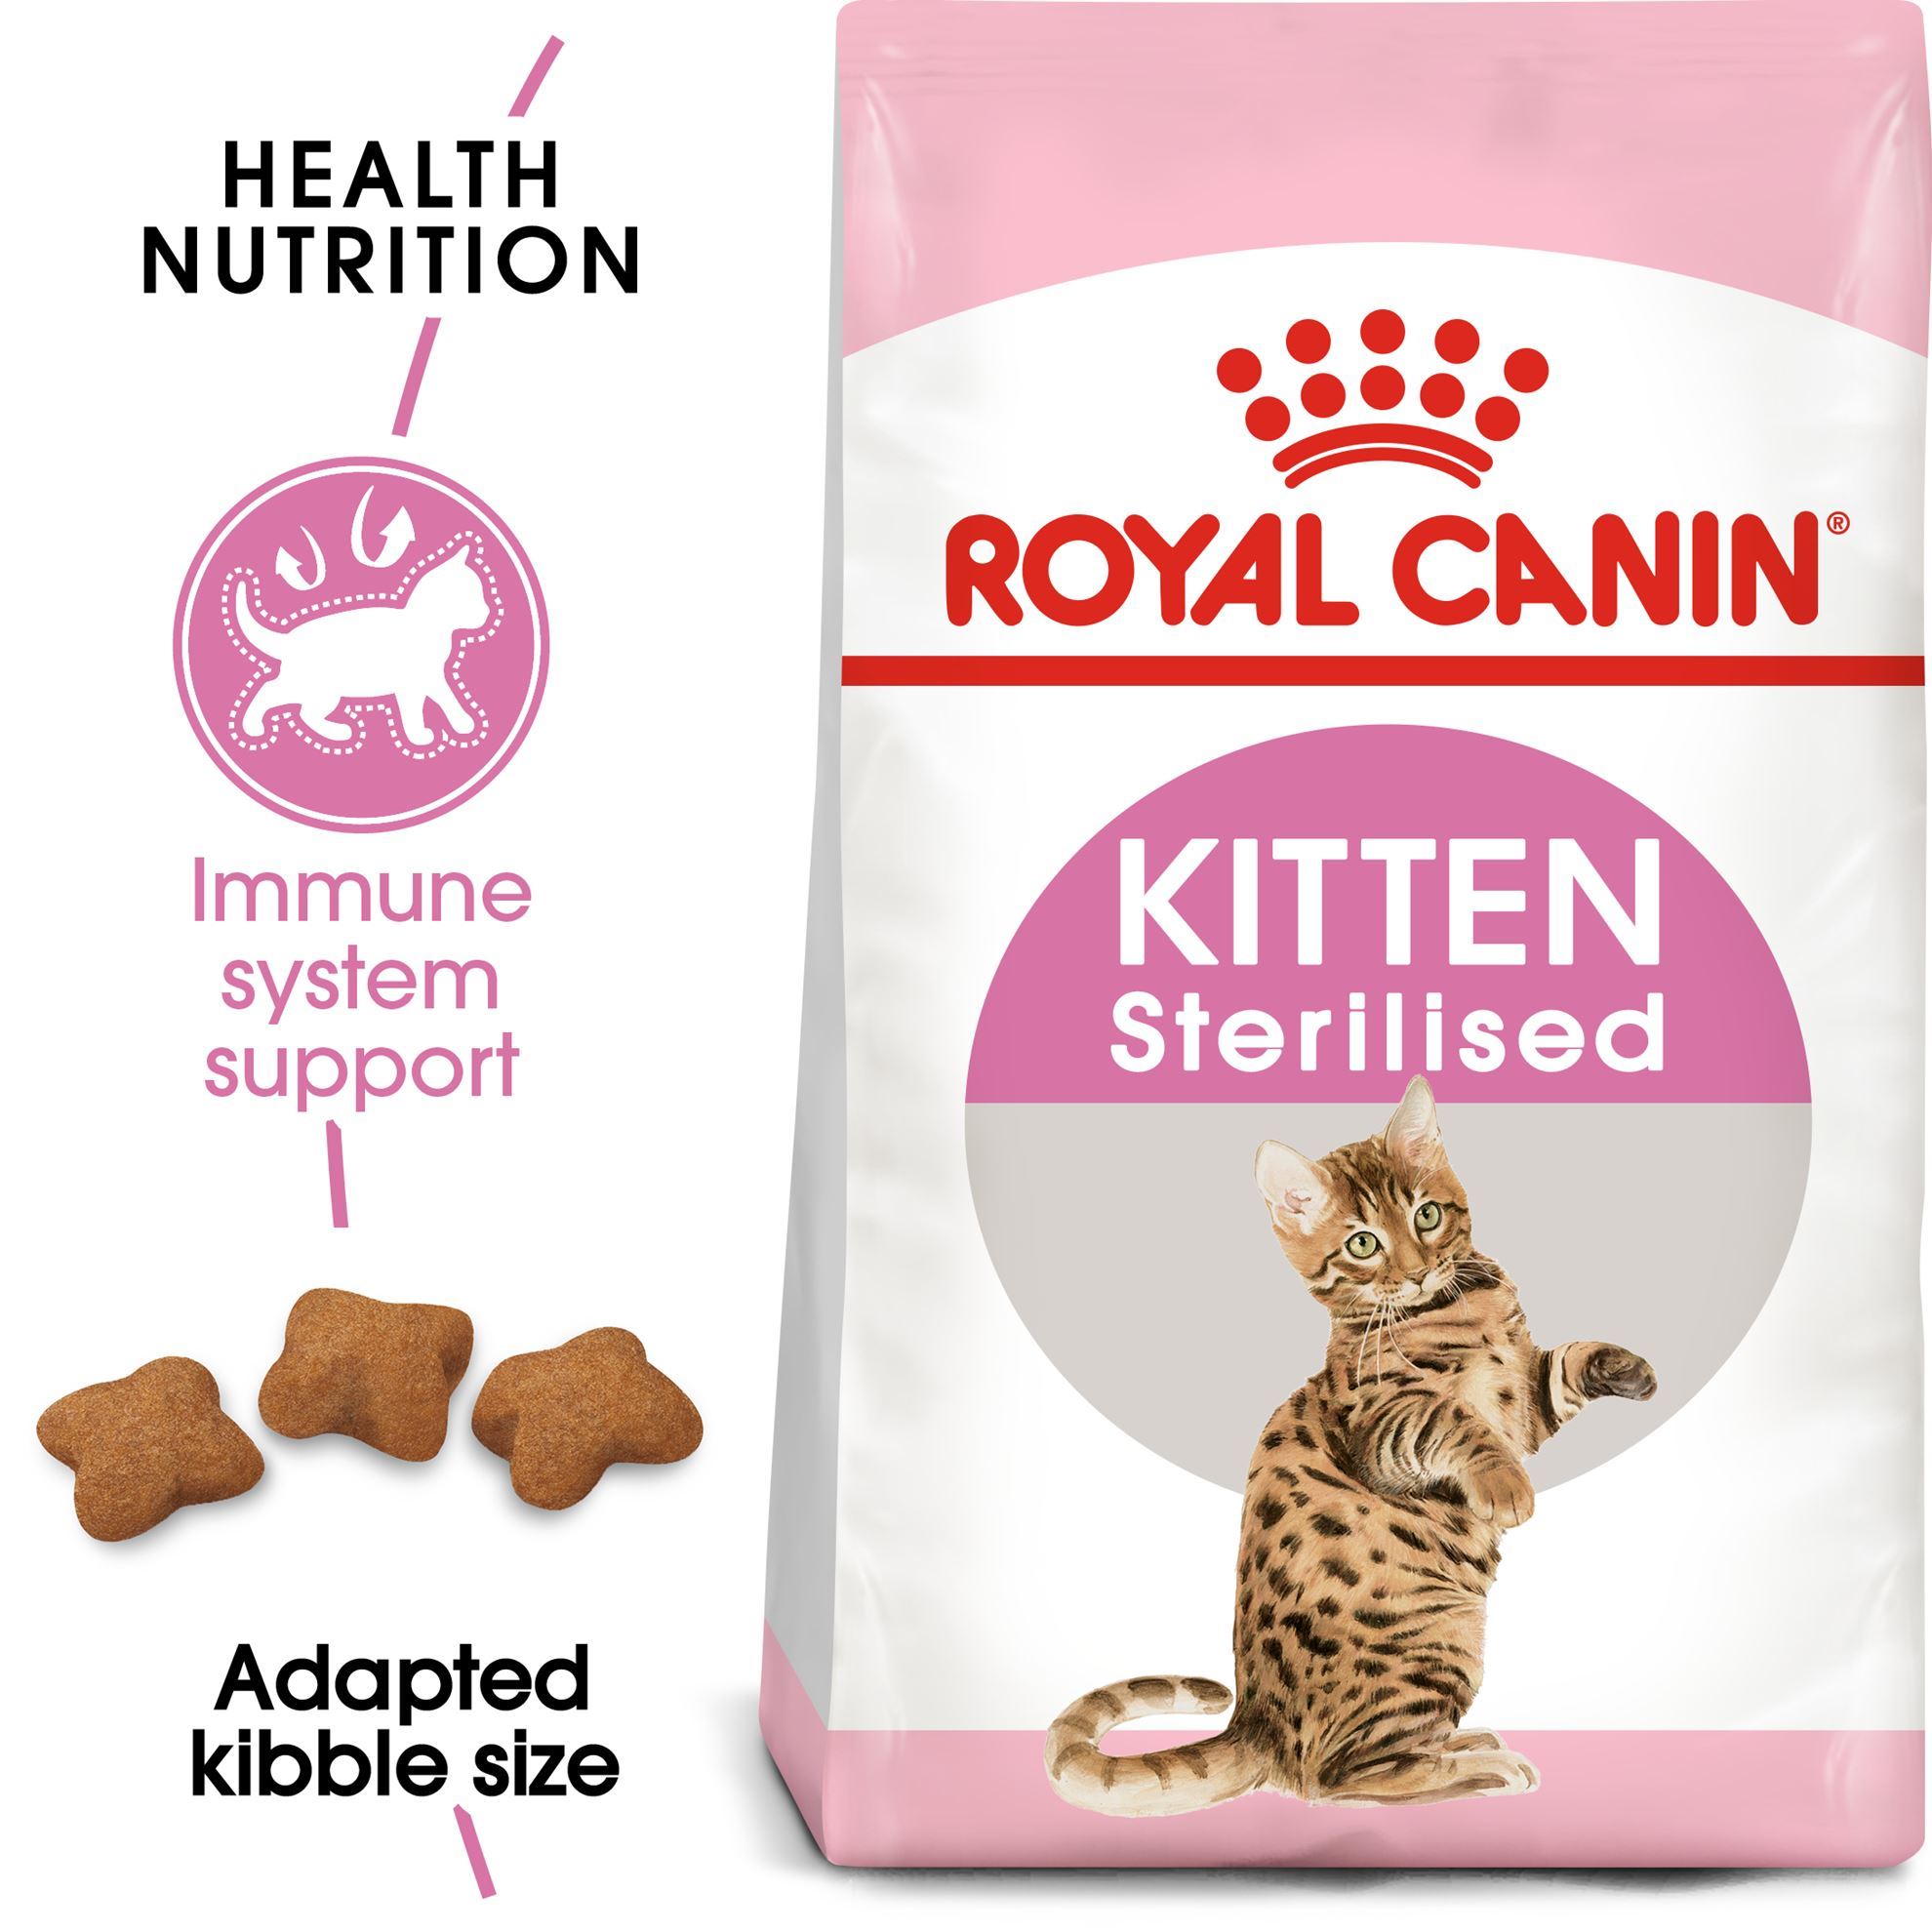 HEALTH
NUTRITION
Immune
system
support
Adapted
kibble size
ROYAL CANIN®
KITTEN
Sterilised